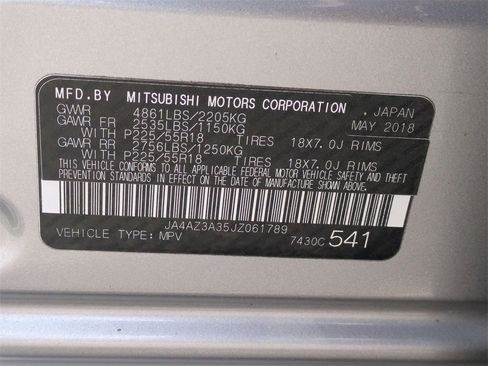 MFD.BY MITSUBISHI MOTORS CORPORATION . JAPAN
GWVR 4861LBS/2205KG MAY 2018
GAWR FR 2535LBS/1150KG
WITH P225/55R18 TIRES 18X7.0J RIMS
GAWR RR 2756LBS/1250KG
WITH P225/55R18 TIRES 18X7.0J RIMS
THIS VEHICLE CONFORMS TO ALL APPLICABLE FEDERAL MOTOR VEHICLE SAFETY AND THEFT
PREVENTION STANDARDS IN EFFECT ON THE DATE OF MANUFACTURE SHOWN ABOVE.
JA4AZ3A35JZ061789
VEHICLE TYPE: MPV 7430C 541